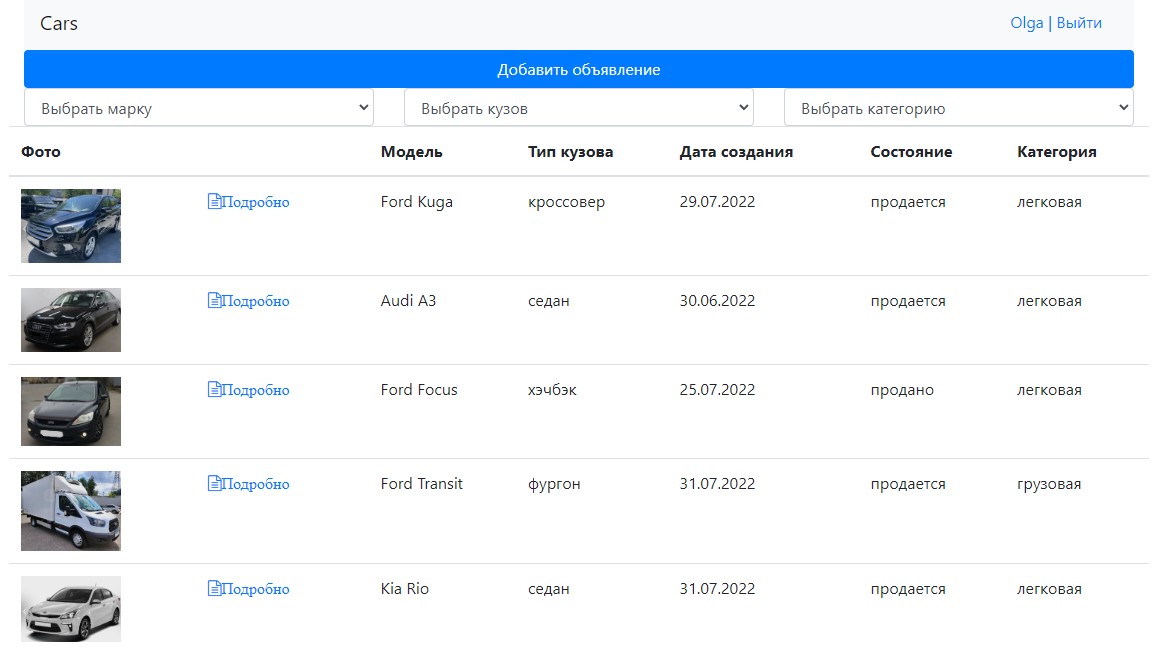 Cars Olga | Выйти
Добавить объявление
Выбрать марку Выбрать кузов Выбрать категорию
Фото Модель Тип кузова Дата создания Состояние Категория
Подробно Ford Kuga кроссовер 29.07.2022 продается легковая
Подробно Audi A3 седан 30.06.2022 продается легковая
Подробно Ford Focus хэчбэк 25.07.2022 продано легковая
Подробно Ford Transit фургон 31.07.2022 продается грузовая
Подробно Kia Rio седан 31.07.2022 продается легковая